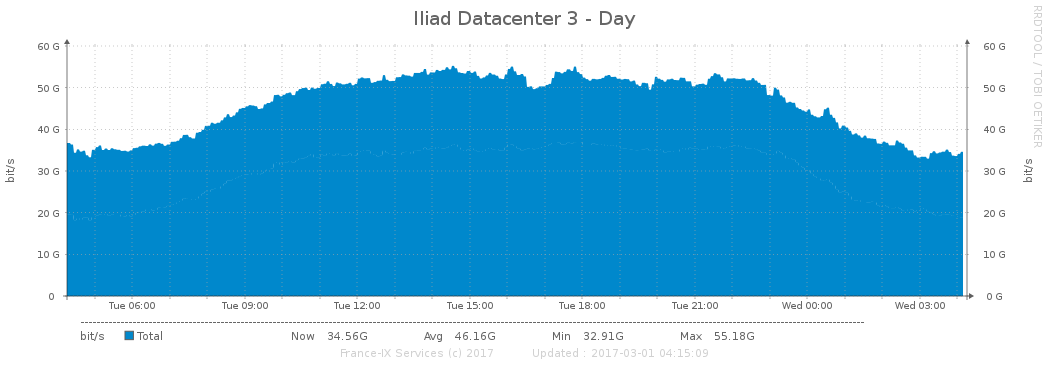 Iliad Datacenter 3 - Day
RRDTOOL / TOBI OETIKER
60 G 60 G
50 G 50 G
40 G 40 G
30 G 30 G
20 G 20 G
10 G 10 G
0 0 G
bit/s bit/s
Tue 06:00 Tue 09:00 Tue 12:00 Tue 15:00 Tue 18:00 Tue 21:00 Wed 00:00 Wed 03:00
bit/s Total Now 34.56G Avg 46.16G Min 32.91G Max 55.18G
France-IX Services (c) 2017 Updated : 2017-03-01 04:15:09